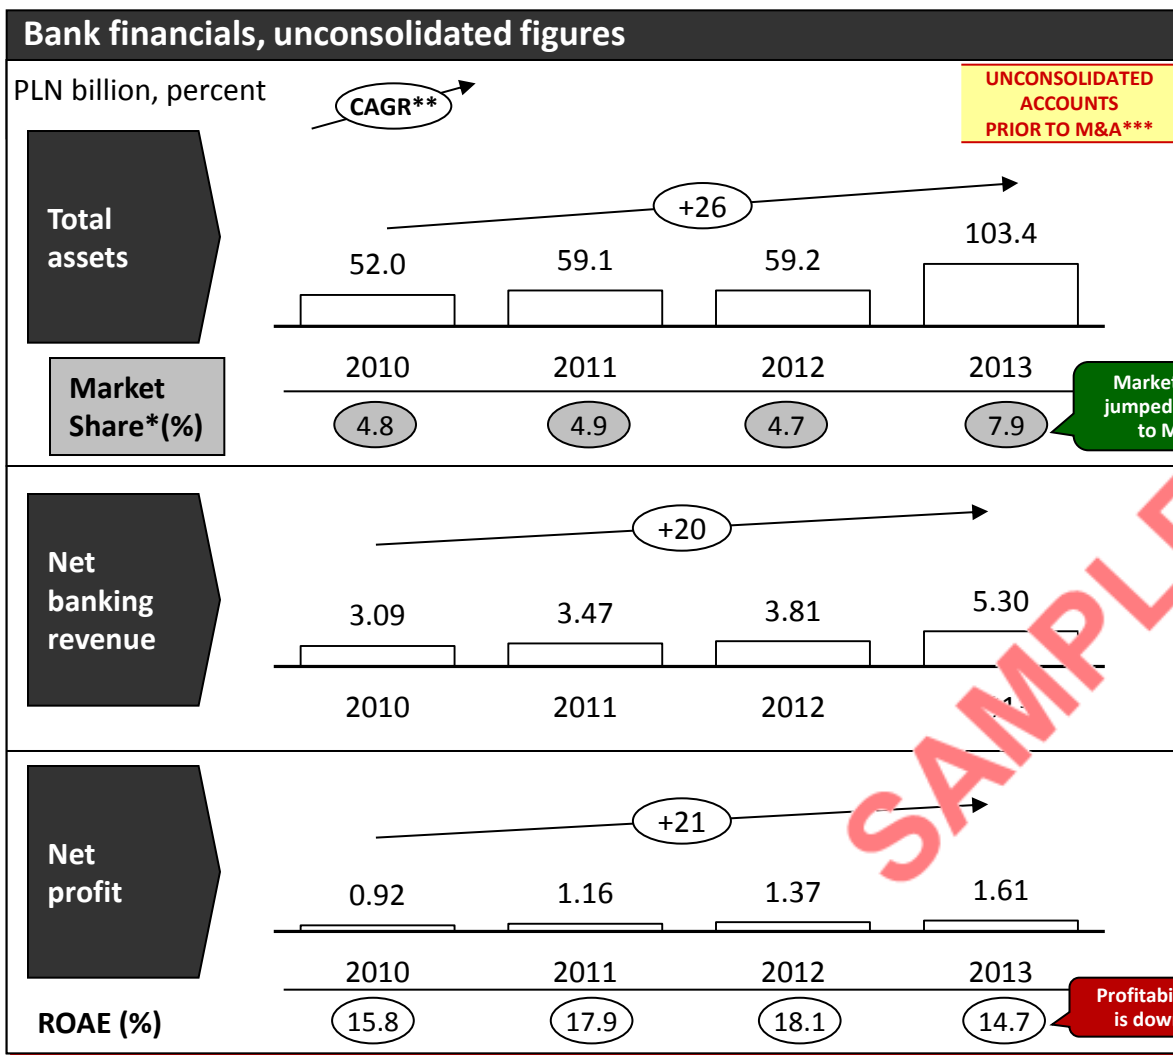 Bank financials, unconsolidated figures
PLN billion, percent
CAGR**
UNCONSOLIDATED
ACCOUNTS
PRIOR TO M&A***
Total
assets
+26
52.0 59.1 59.2 103.4
2010 2011 2012 2013
Market
Share*(%)
4.8 4.9 4.7 7.9
Market
jumped
to M
Net
banking
revenue
+20
3.09 3.47 3.81 5.30
2010 2011 2012
Net
profit
+21
0.92 1.16 1.37 1.61
2010 2011 2012 2013
ROAE (%)
15.8 17.9 18.1 14.7
Profitabi
is dow
SAMPLE